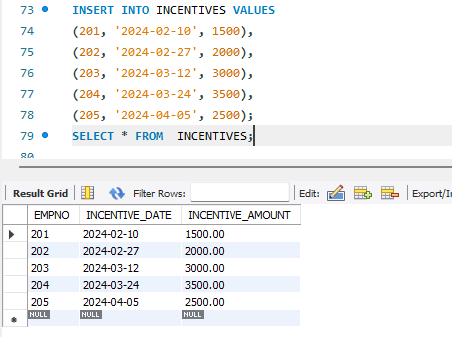 73 INSERT INTO INCENTIVES VALUES
74 (201, '2024-02-10', 1500),
75 (202, '2024-02-27', 2000),
76 (203, '2024-03-12', 3000),
77 (204, '2024-03-24', 3500),
78 (205, '2024-04-05', 2500);
79 SELECT * FROM  INCENTIVES;
80
Result Grid Filter Rows: Edit: Export/In
EMPNO INCENTIVE_DATE INCENTIVE_AMOUNT
201 2024-02-10 1500.00
202 2024-02-27 2000.00
203 2024-03-12 3000.00
204 2024-03-24 3500.00
205 2024-04-05 2500.00
NULL NULL NULL